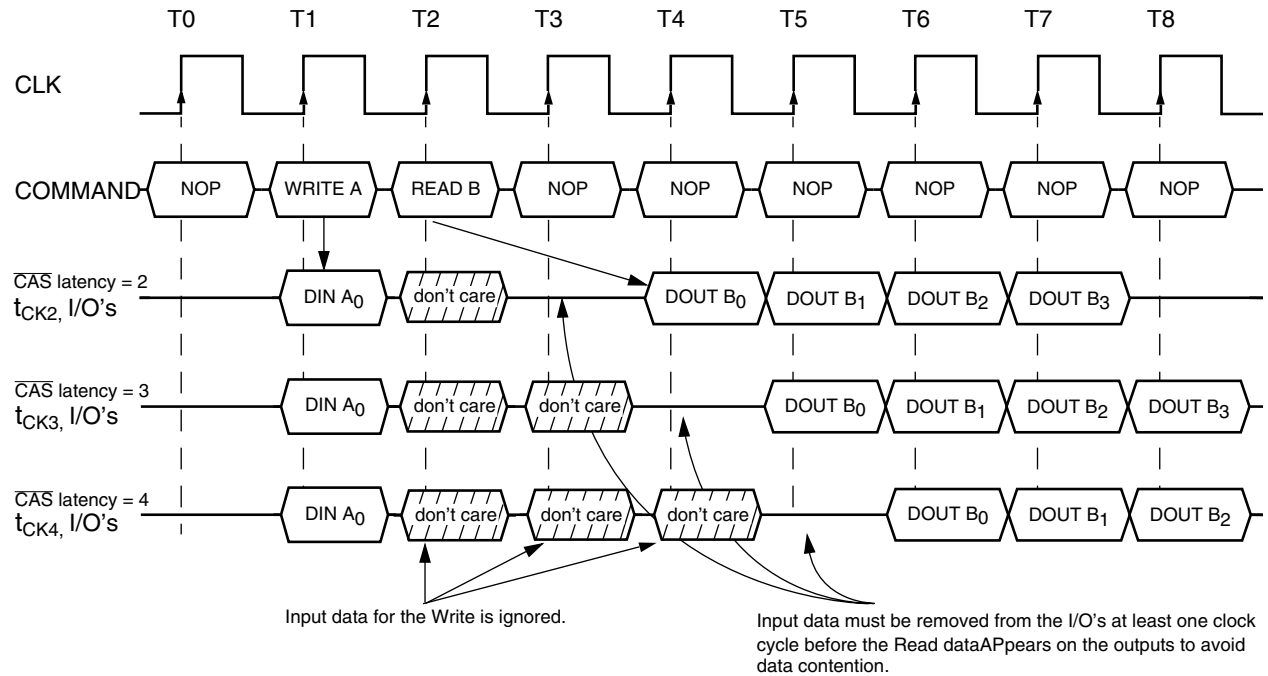 T0 T1 T2 T3 T4 T5 T6 T7 T8
CLK
COMMAND NOP WRITE A READ B NOP NOP NOP NOP NOP NOP
CAS latency = 2
tCK2, I/O's DIN A0 don't care DOUT B0 DOUT B1 DOUT B2 DOUT B3
CAS latency = 3
tCK3, I/O's DIN A0 don't care don't care DOUT B0 DOUT B1 DOUT B2 DOUT B3
CAS latency = 4
tCK4, I/O's DIN A0 don't care don't care don't care DOUT B0 DOUT B1 DOUT B2
Input data for the Write is ignored.
Input data must be removed from the I/O's at least one clock
cycle before the Read dataAPpears on the outputs to avoid
data contention.